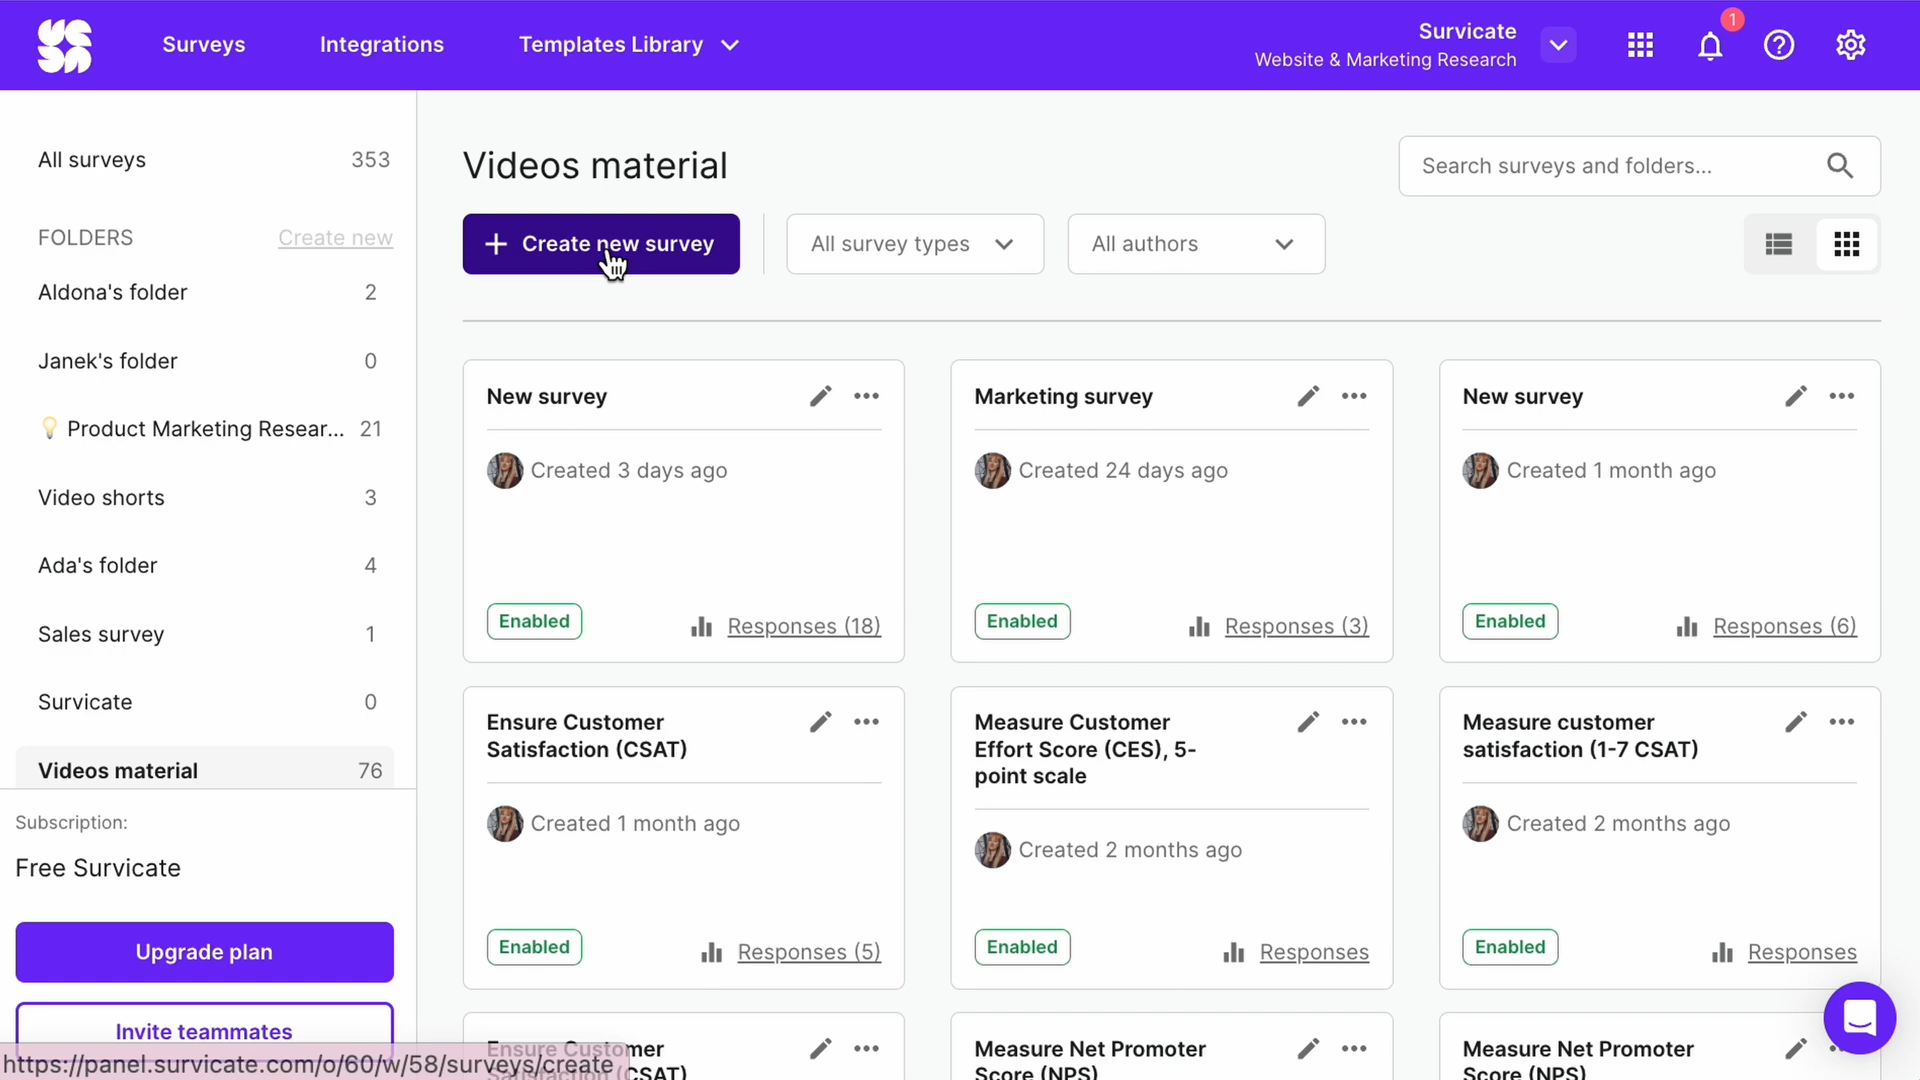 Surveys
Integrations
Templates Library
Survicate
Website & Marketing Research
1
All surveys 353
FOLDERS Create new
Aldona's folder 2
Janek's folder 0
💡 Product Marketing Resear... 21
Video shorts 3
Ada's folder 4
Sales survey 1
Survicate 0
Videos material 76
Subscription:
Free Survicate
Upgrade plan
Invite teammates
https://panel.survicate.com/o/60/w/58/surveys/create
Videos material
Search surveys and folders...
+ Create new survey
All survey types
All authors
New survey
Created 3 days ago
Enabled
Responses (18)
Marketing survey
Created 24 days ago
Enabled
Responses (3)
New survey
Created 1 month ago
Enabled
Responses (6)
Ensure Customer
Satisfaction (CSAT)
Created 1 month ago
Enabled
Responses (5)
Measure Customer
Effort Score (CES), 5-
point scale
Created 2 months ago
Enabled
Responses
Measure customer
satisfaction (1-7 CSAT)
Created 2 months ago
Enabled
Responses
Ensure Customer
Satisfaction (CSAT)
Measure Net Promoter
Score (NPS)
Measure Net Promoter
Score (NPS)